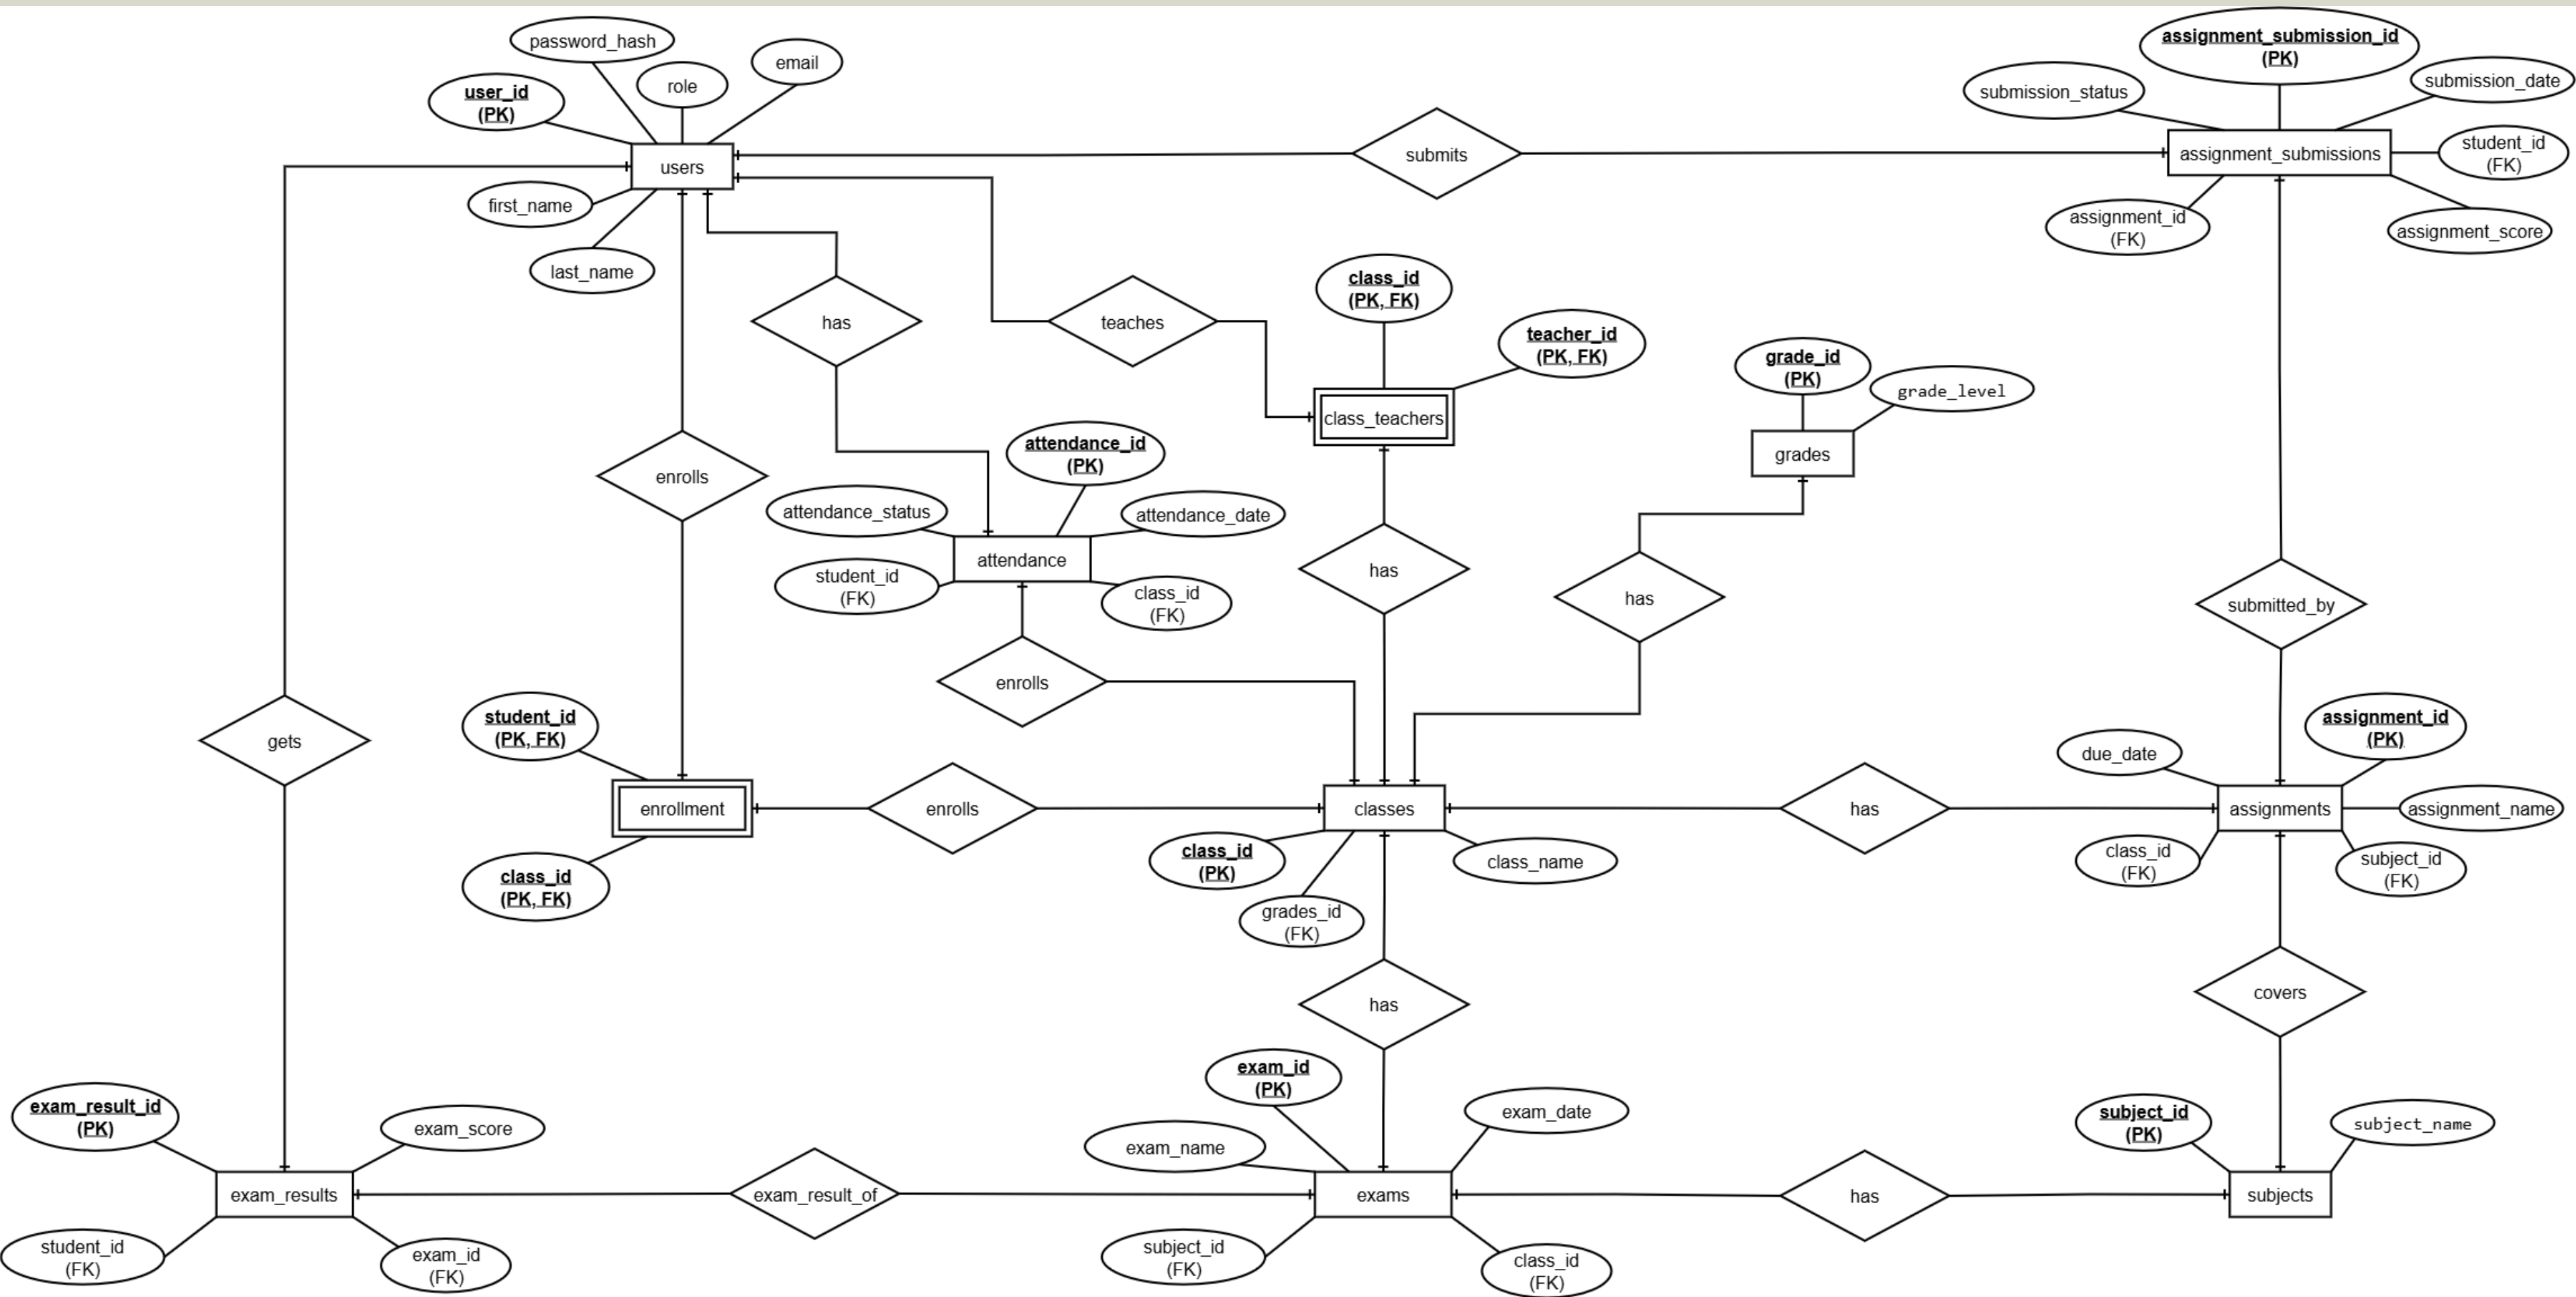 password_hash
email
role
user_id
(PK)
users
first_name
last_name
submits
assignment_submission_id
(PK)
submission_status
submission_date
assignment_submissions
student_id
(FK)
assignment_id
(FK)
assignment_score
has
teaches
class_id
(PK, FK)
teacher_id
(PK, FK)
class_teachers
grade_id
(PK)
grade_level
grades
enrolls
attendance_id
(PK)
attendance_status
attendance_date
attendance
student_id
(FK)
class_id
(FK)
has
has
submitted_by
enrolls
gets
student_id
(PK, FK)
enrollment
class_id
(PK, FK)
enrolls
classes
class_id
(PK)
class_name
grades_id
(FK)
has
due_date
assignment_id
(PK)
assignments
assignment_name
class_id
(FK)
subject_id
(FK)
has
covers
exam_result_id
(PK)
exam_score
exam_results
student_id
(FK)
exam_id
(FK)
exam_result_of
exam_id
(PK)
exam_name
exam_date
exams
subject_id
(FK)
class_id
(FK)
has
subject_id
(PK)
subject_name
subjects